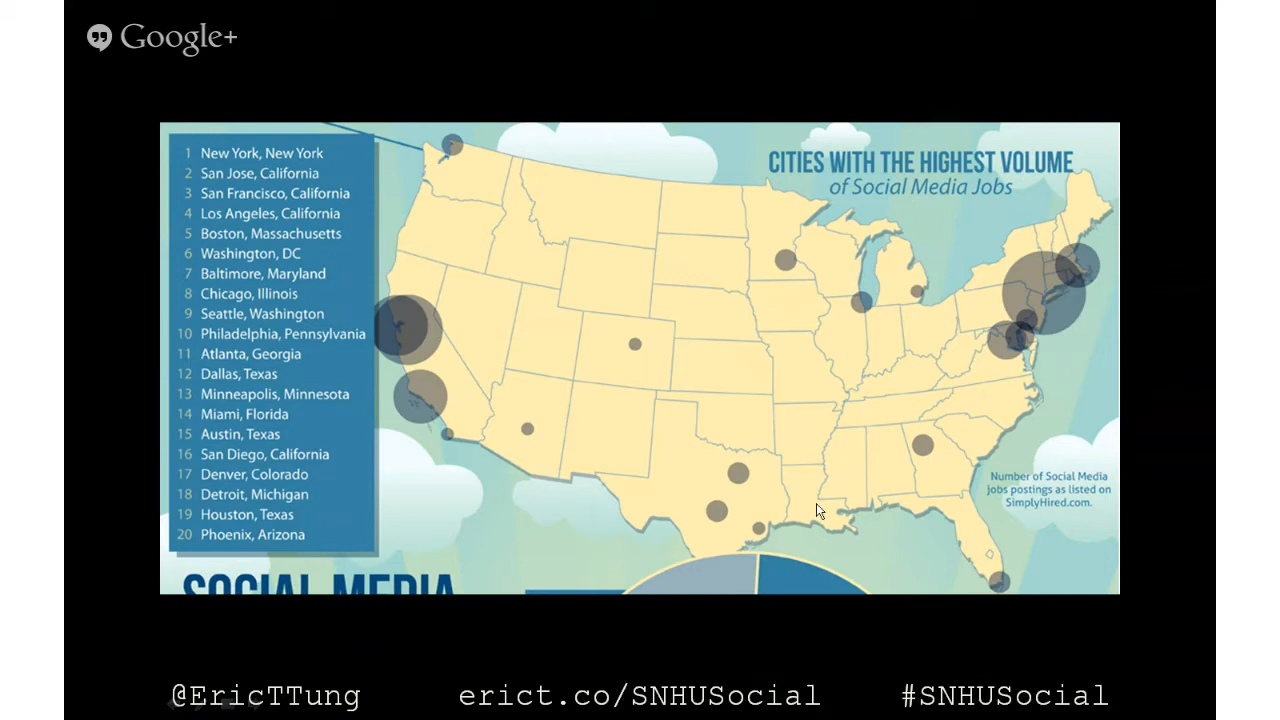 Google+
CITIES WITH THE HIGHEST VOLUME
of Social Media Jobs
1 New York, New York
2 San Jose, California
3 San Francisco, California
4 Los Angeles, California
5 Boston, Massachusetts
6 Washington, DC
7 Baltimore, Maryland
8 Chicago, Illinois
9 Seattle, Washington
10 Philadelphia, Pennsylvania
11 Atlanta, Georgia
12 Dallas, Texas
13 Minneapolis, Minnesota
14 Miami, Florida
15 Austin, Texas
16 San Diego, California
17 Denver, Colorado
18 Detroit, Michigan
19 Houston, Texas
20 Phoenix, Arizona
Number of Social Media
jobs postings as listed on
SimplyHired.com.
SOCIAL MEDIA
@EricTTung erict.co/SNHUSocial #SNHUSocial